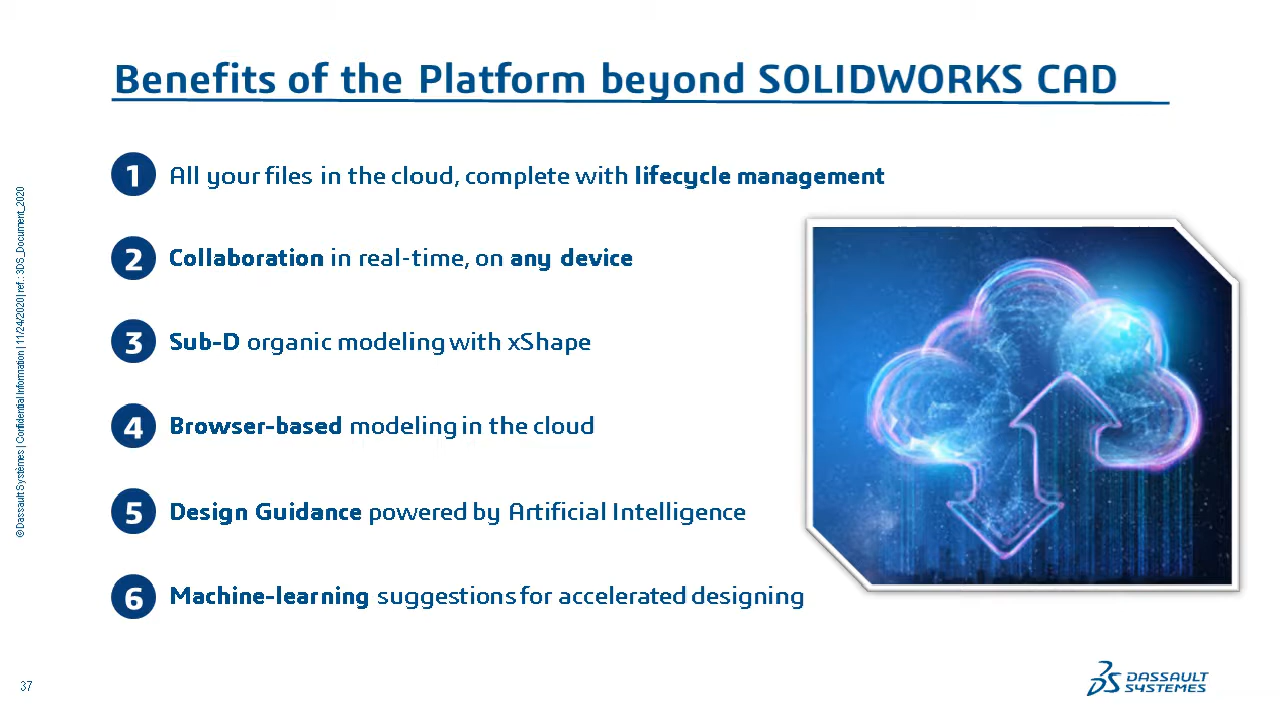 Benefits of the Platform beyond SOLIDWORKS CAD
1 All your files in the cloud, complete with lifecycle management
2 Collaboration in real-time, on any device
3 Sub-D organic modeling with xShape
4 Browser-based modeling in the cloud
5 Design Guidance powered by Artificial Intelligence
6 Machine-learning suggestions for accelerated designing
© Dassault Systèmes | Confidential Information | 11/24/2020 | ref.: 3DS_Document_2020
37
DASSAULT
SYSTEMES